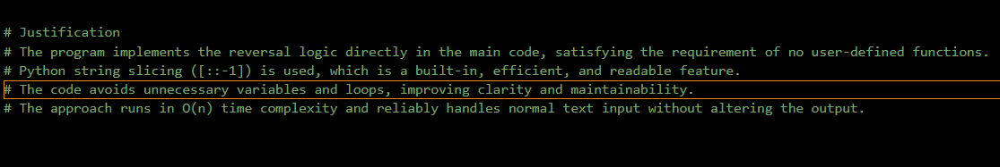 # Justification
# The program implements the reversal logic directly in the main code, satisfying the requirement of no user-defined functions.
# Python string slicing ([::-1]) is used, which is a built-in, efficient, and readable feature.
# The code avoids unnecessary variables and loops, improving clarity and maintainability.
# The approach runs in O(n) time complexity and reliably handles normal text input without altering the output.